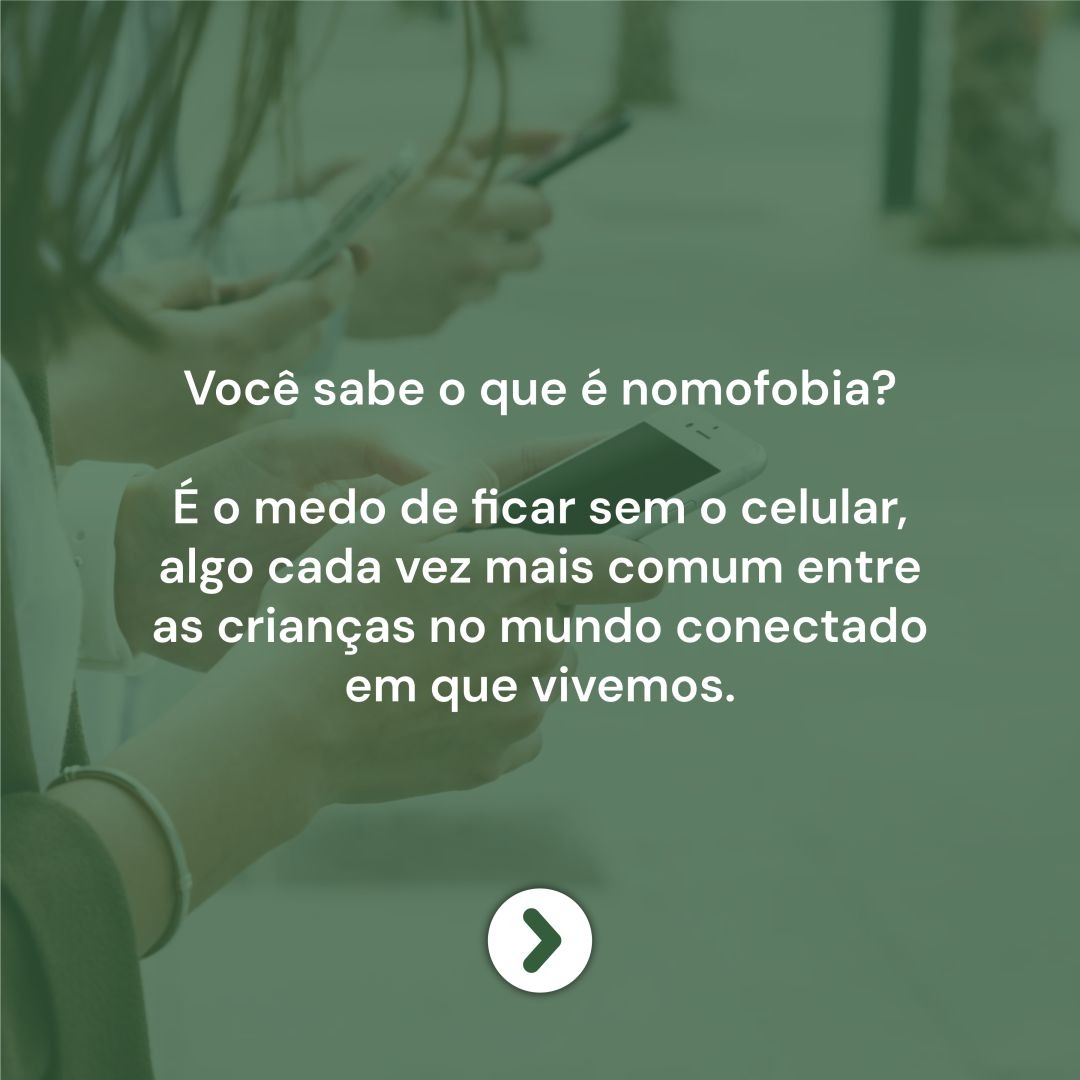 Você sabe o que é nomofobia?
É o medo de ficar sem o celular,
algo cada vez mais comum entre
as crianças no mundo conectado
em que vivemos.